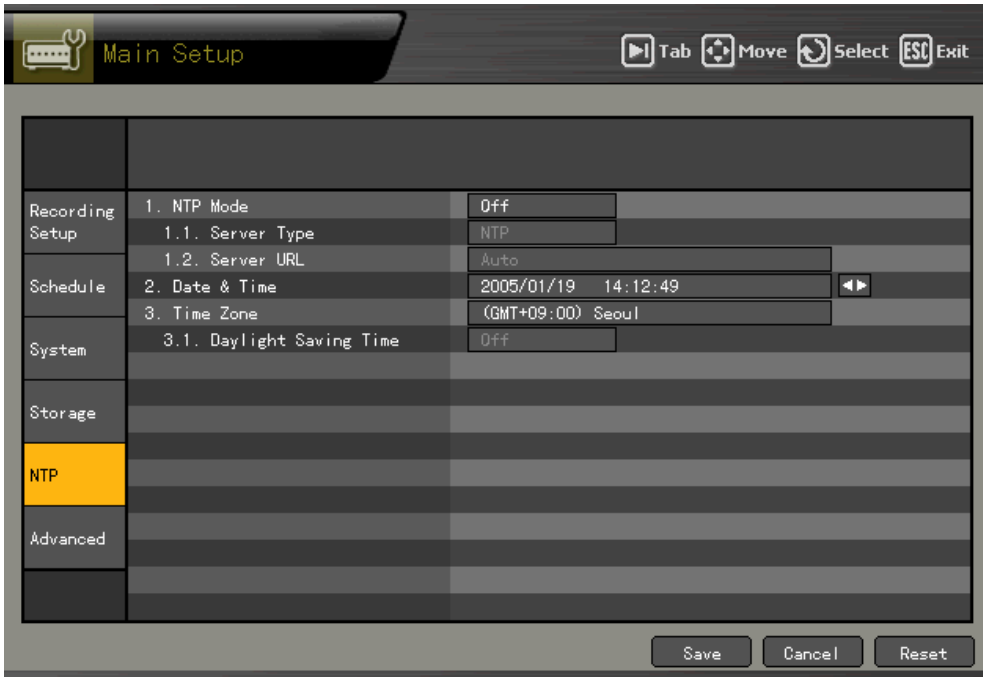 Main Setup
Tab Move Select ESC Exit
Recording Setup
Schedule
System
Storage
NTP
Advanced
1. NTP Mode Off
1.1. Server Type NTP
1.2. Server URL Auto
2. Date & Time 2005/01/19 14:12:49
3. Time Zone (GMT+09:00) Seoul
3.1. Daylight Saving Time Off
Save Cancel Reset